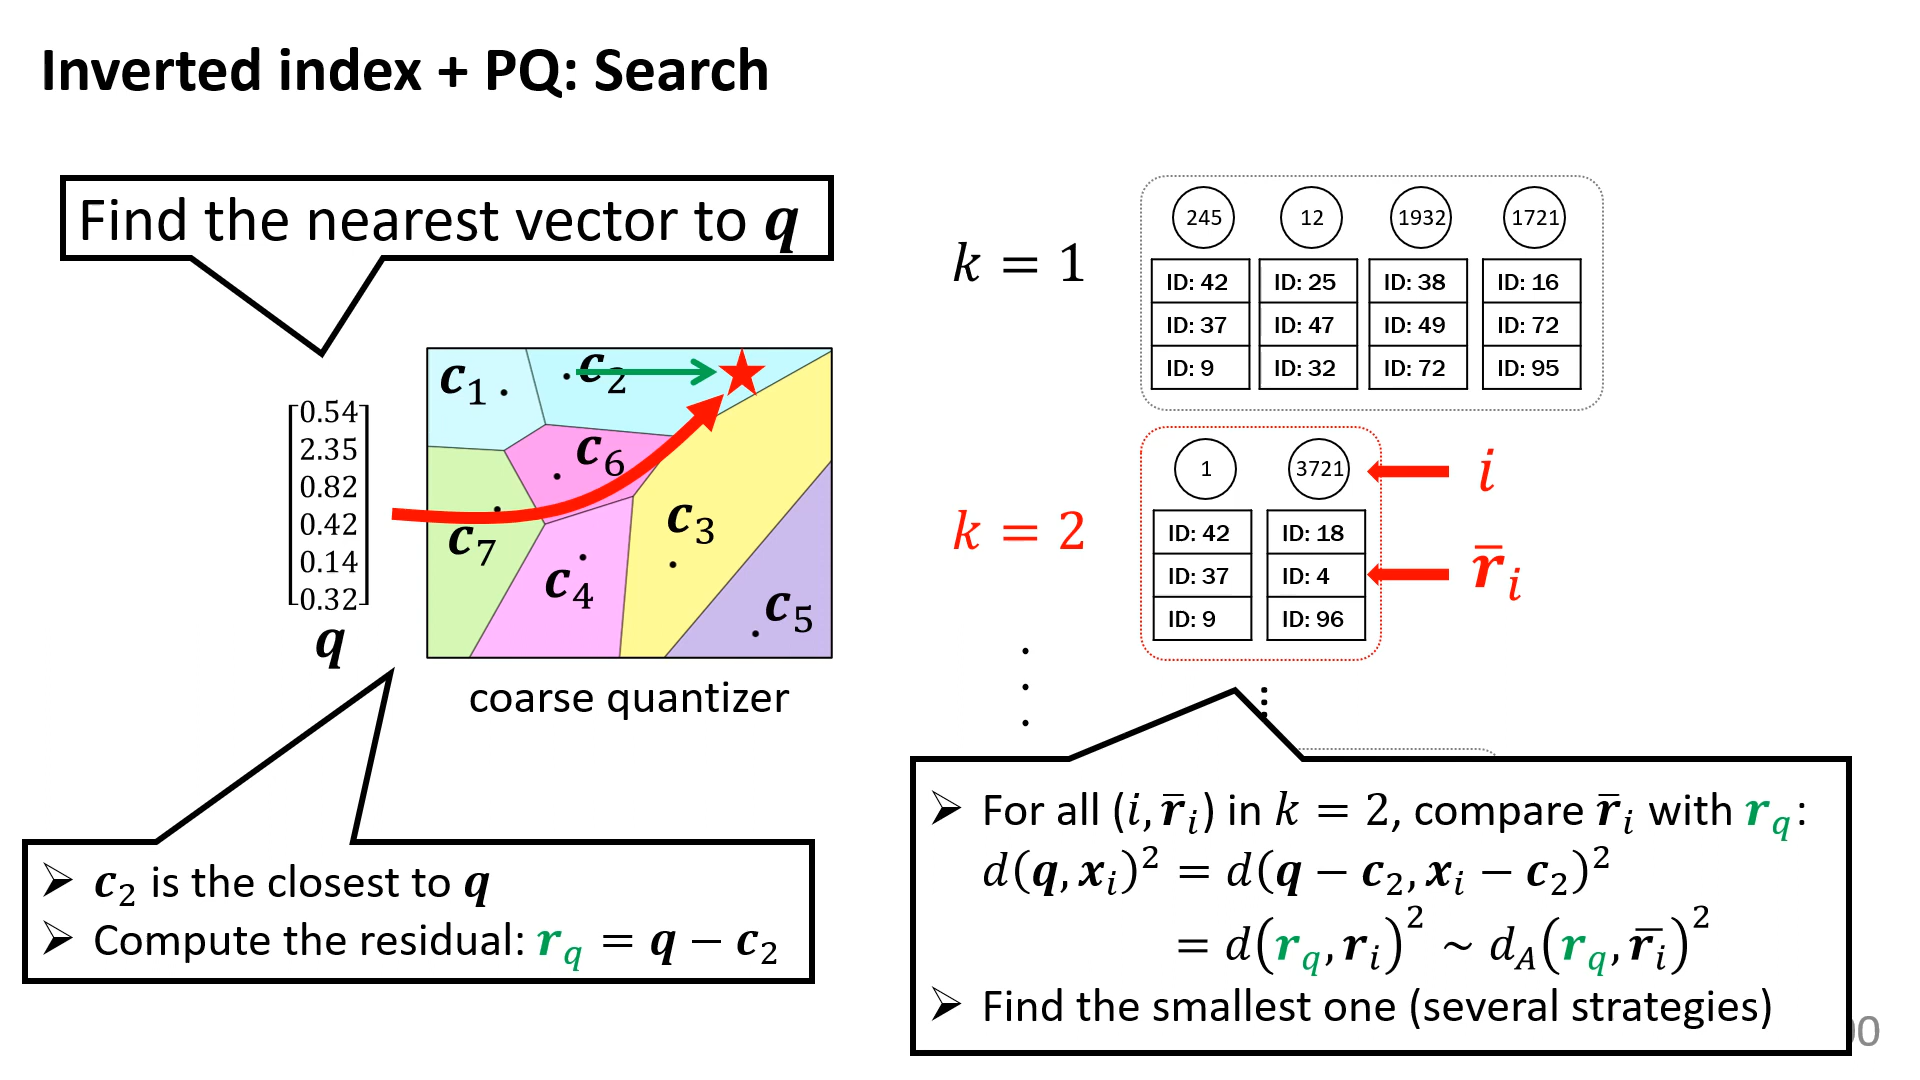 Inverted index + PQ: Search
Find the nearest vector to q
k = 1
245 12 1932 1721
ID: 42 ID: 25 ID: 38 ID: 16
ID: 37 ID: 47 ID: 49 ID: 72
ID: 9 ID: 32 ID: 72 ID: 95
c₁ c₂
c₆
c₃
c₇
c₄
c₅
0.54
2.35
0.82
0.42
0.14
0.32
q
coarse quantizer
k = 2
1 3721 i
ID: 42 ID: 18
ID: 37 ID: 4 r̅ᵢ
ID: 9 ID: 96
➢ c₂ is the closest to q
➢ Compute the residual: r_q = q − c₂
➢ For all (i, r̅ᵢ) in k = 2, compare r̅ᵢ with r_q:
d(q, xᵢ)² = d(q − c₂, xᵢ − c₂)²
= d(r_q, rᵢ)² ~ d_A(r_q, r̅ᵢ)²
➢ Find the smallest one (several strategies)